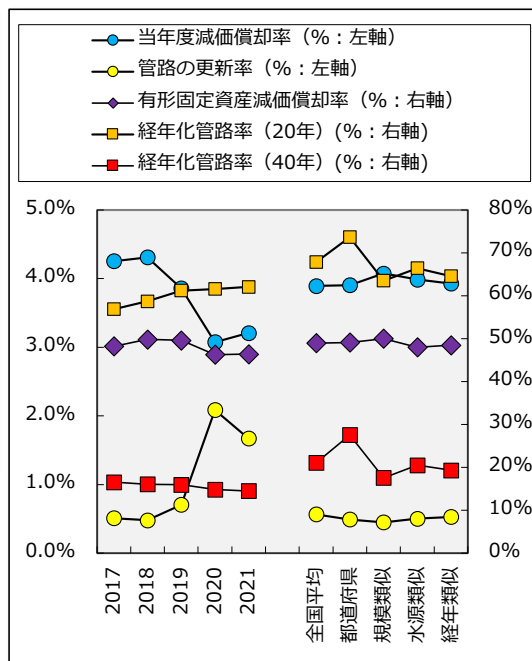 当年度減価償却率（%：左軸）
管路の更新率（%：左軸）
有形固定資産減価償却率（%：右軸）
経年化管路率（20年）(%：右軸)
経年化管路率（40年）(%：右軸)
5.0%
4.0%
3.0%
2.0%
1.0%
0.0%
80%
70%
60%
50%
40%
30%
20%
10%
0%
2017
2018
2019
2020
2021
全国平均
都道府県
規模類似
水源類似
経年類似